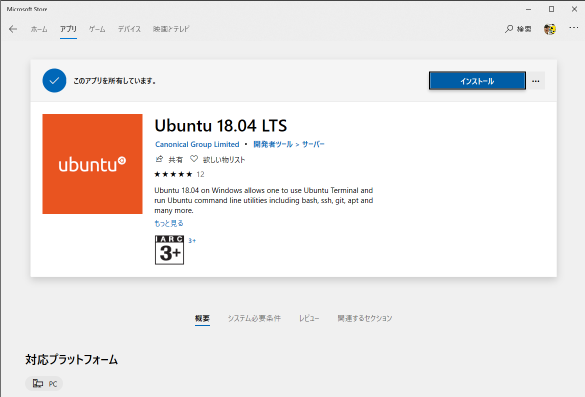 Microsoft Store
ホーム アプリ ゲーム デバイス 映画とテレビ 検索
このアプリを所有しています。 インストール
ubuntu
Ubuntu 18.04 LTS
Canonical Group Limited • 開発者ツール > サーバー
共有 欲しい物リスト
★★★★★ 12
Ubuntu 18.04 on Windows allows one to use Ubuntu Terminal and
run Ubuntu command line utilities including bash, ssh, git, apt and
many more.
もっと見る
IARC
3+ 3+
概要 システム必要条件 レビュー 関連するセクション
対応プラットフォーム
PC